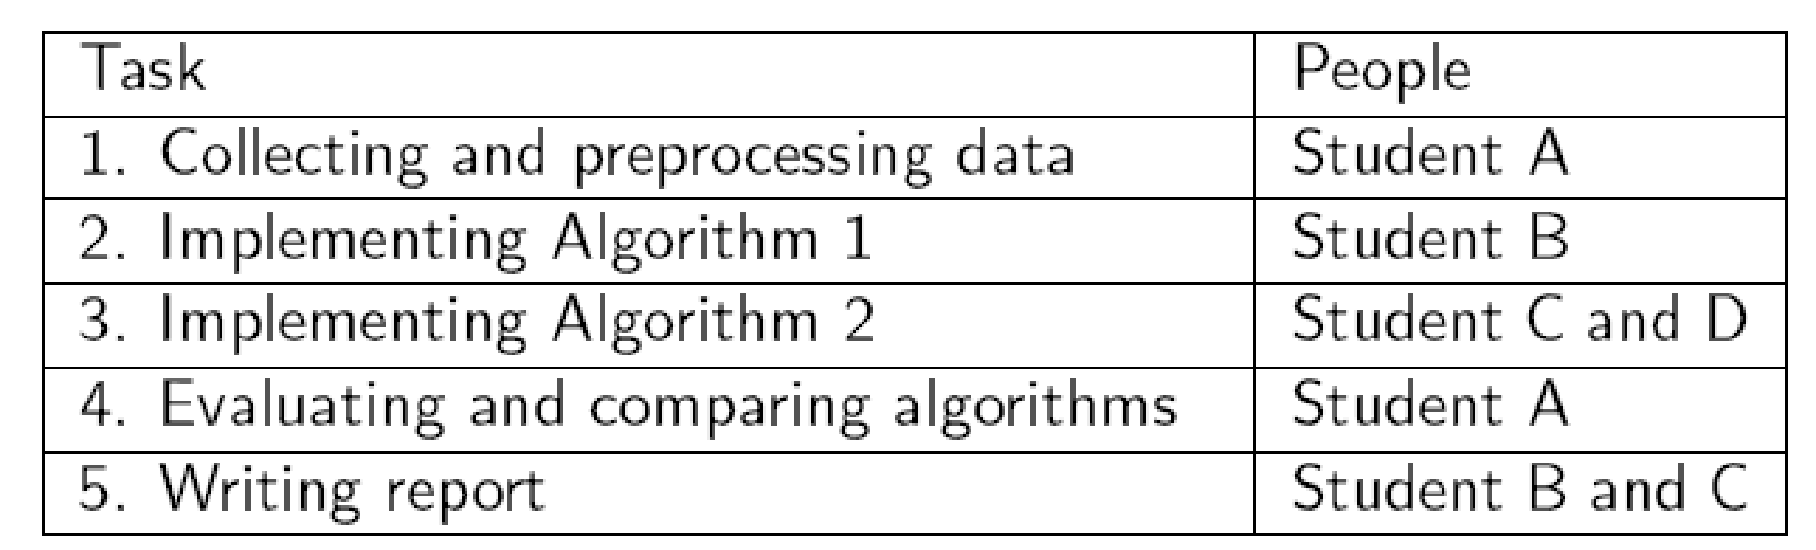 Task People
1. Collecting and preprocessing data Student A
2. Implementing Algorithm 1 Student B
3. Implementing Algorithm 2 Student C and D
4. Evaluating and comparing algorithms Student A
5. Writing report Student B and C